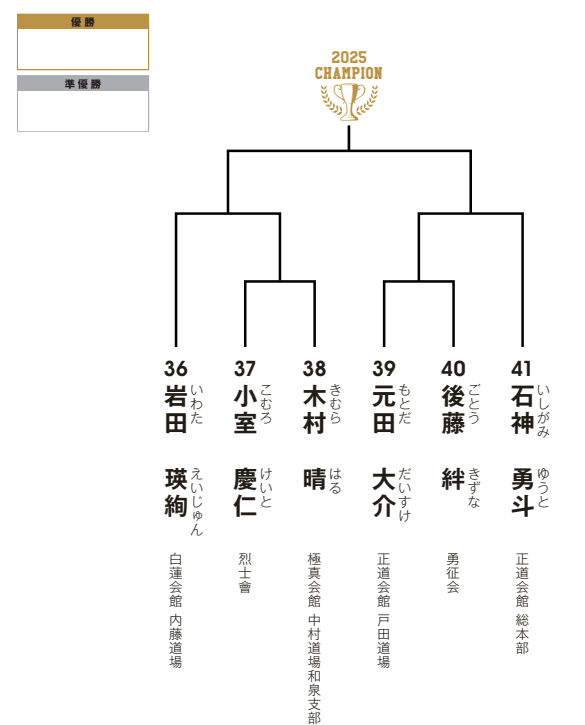 優勝
準優勝
2025
CHAMPION
36
岩田 瑛絢
いわた えいじゅん
白蓮会館 内藤道場
37
小室 慶仁
こむろ けいと
烈士會
38
木村 晴
きむら はる
極真会館 中村道場和泉支部
39
元田 大介
もとだ だいすけ
正道会館 戸田道場
40
後藤 絆
ごとう きずな
勇征会
41
石神 勇斗
いしがみ ゆうと
正道会館 総本部